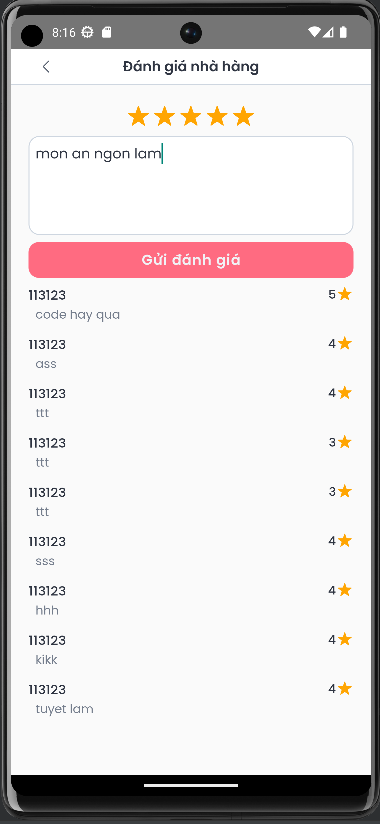 8:16
Đánh giá nhà hàng
mon an ngon lam
Gửi đánh giá
113123 5
code hay qua
113123 4
ass
113123 4
ttt
113123 3
ttt
113123 3
ttt
113123 4
sss
113123 4
hhh
113123 4
kikk
113123 4
tuyet lam